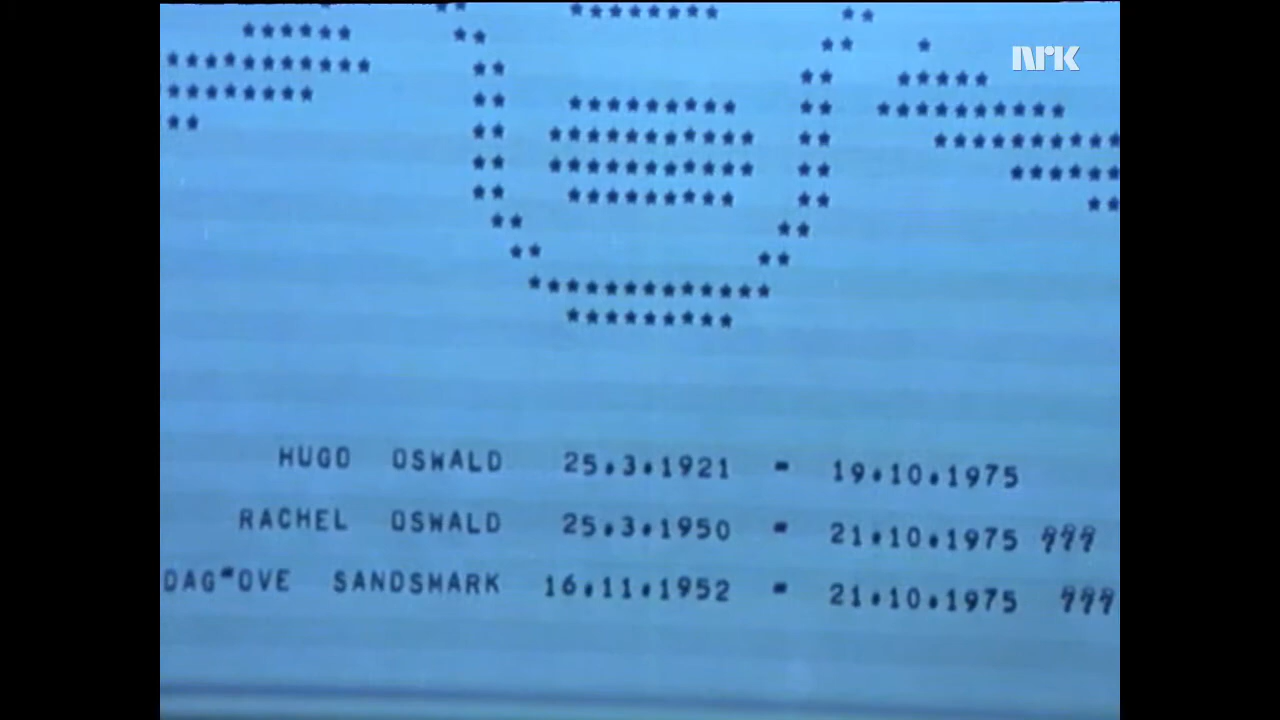 nrk
HUGO OSWALD 25.3.1921 - 19.10.1975
RACHEL OSWALD 25.3.1950 - 21.10.1975 ???
DAG-OVE SANDSMARK 16.11.1952 - 21.10.1975 ???